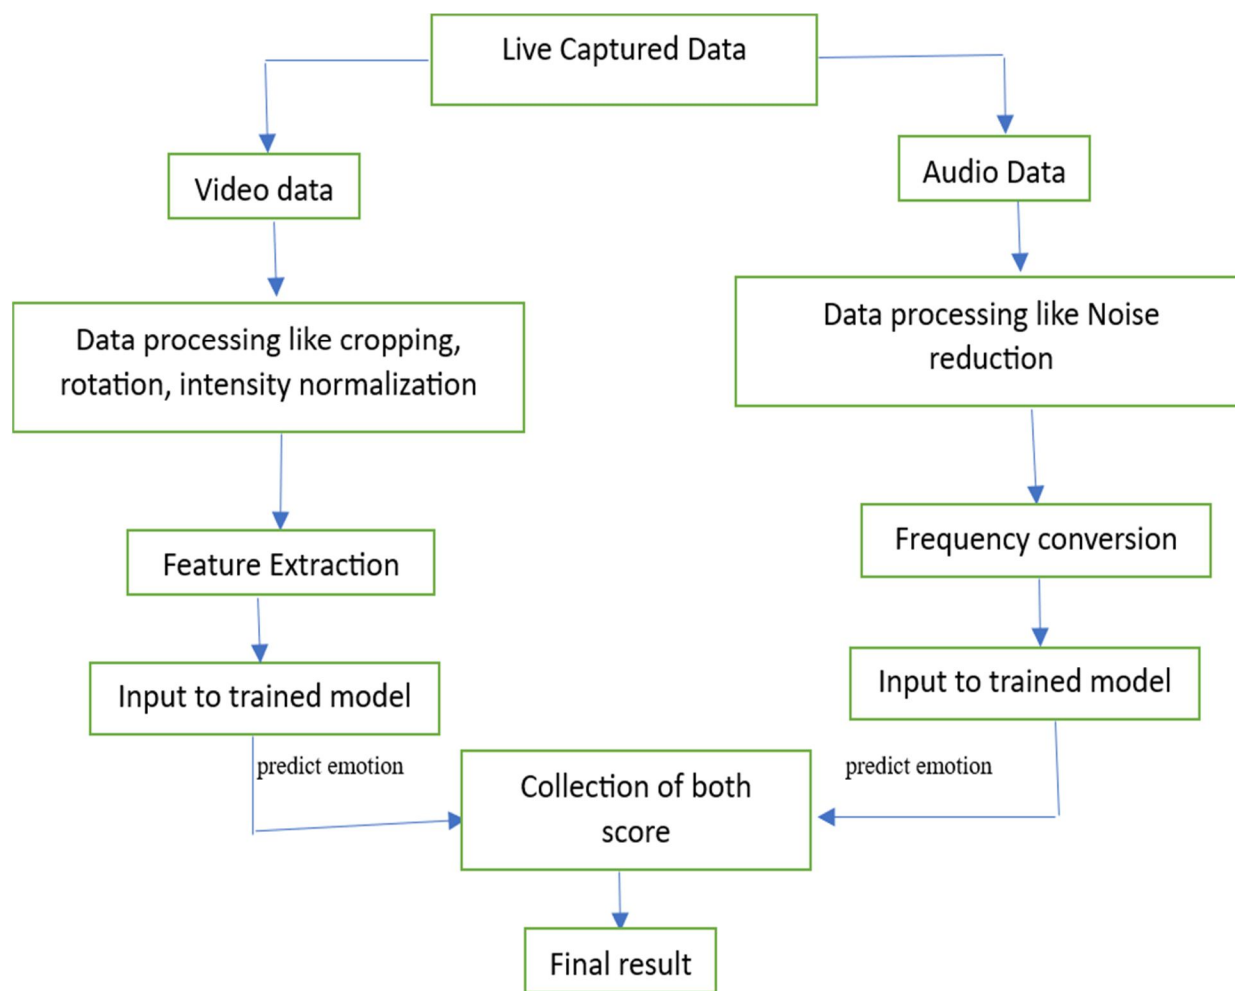 Live Captured Data
Video data
Audio Data
Data processing like cropping,
rotation, intensity normalization
Data processing like Noise
reduction
Feature Extraction
Frequency conversion
Input to trained model
Input to trained model
predict emotion
predict emotion
Collection of both
score
Final result